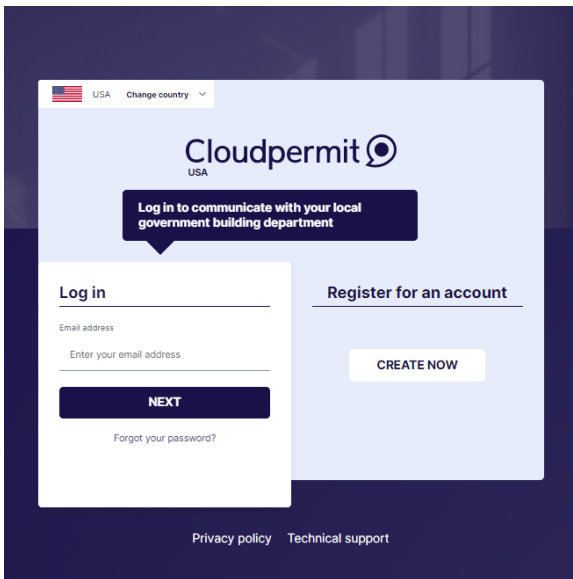 USA Change country
Cloudpermit
USA
Log in to communicate with your local
government building department
Log in
Email address
Enter your email address
NEXT
Forgot your password?
Register for an account
CREATE NOW
Privacy policy Technical support